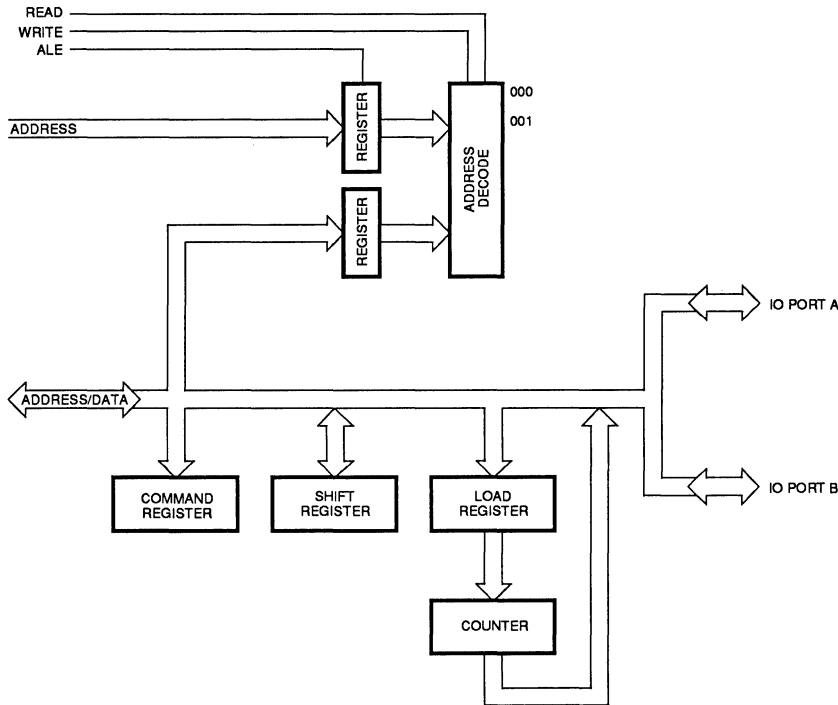 READ
WRITE
ALE
ADDRESS
REGISTER
REGISTER
ADDRESS
DECODE
000
001
IO PORT A
ADDRESS/DATA
IO PORT B
COMMAND
REGISTER
SHIFT
REGISTER
LOAD
REGISTER
COUNTER